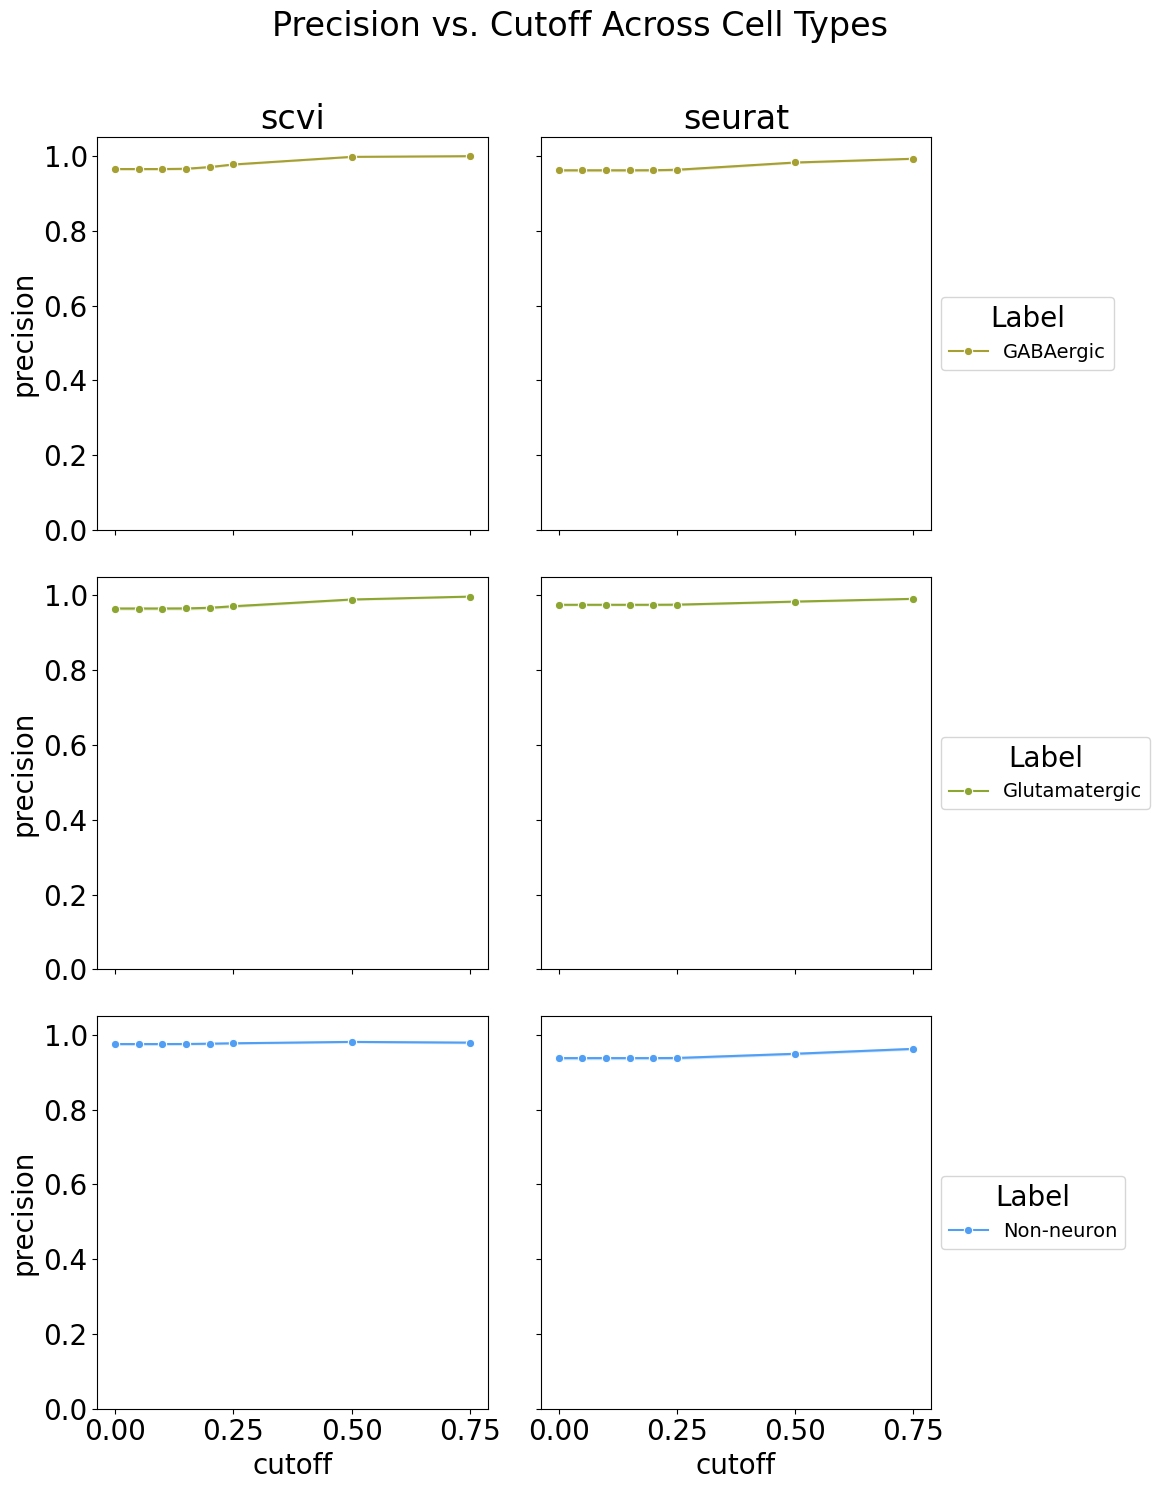 Precision vs. Cutoff Across Cell Types
scvi
seurat
1.0
0.8
0.6
0.4
0.2
0.0
precision
Label
GABAergic
1.0
0.8
0.6
0.4
0.2
0.0
precision
Label
Glutamatergic
1.0
0.8
0.6
0.4
0.2
0.0
precision
Label
Non-neuron
0.00 0.25 0.50 0.75
0.00 0.25 0.50 0.75
cutoff
cutoff